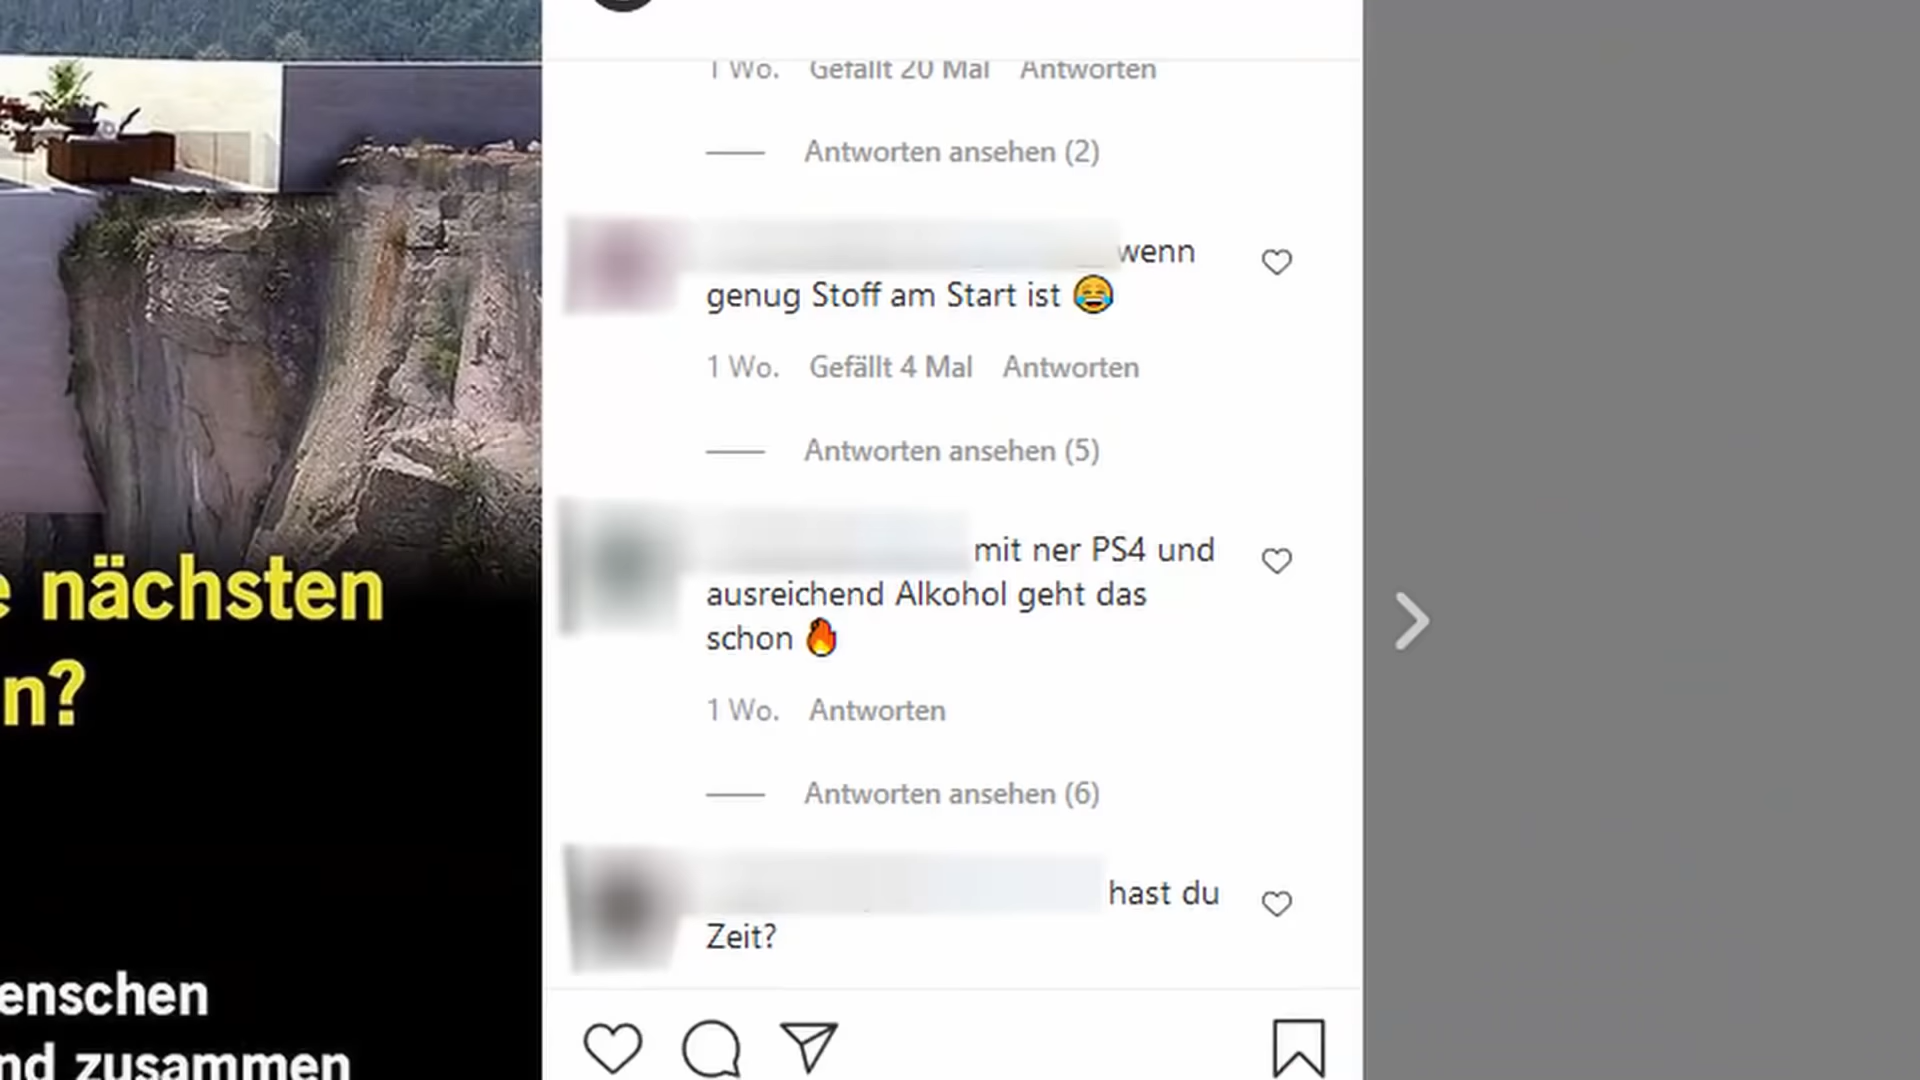 nächsten
n?
enschen
nd zusammen
1 Wo. Gefällt 20 Mal Antworten
Antworten ansehen (2)
wenn
genug Stoff am Start ist 😂
1 Wo. Gefällt 4 Mal Antworten
Antworten ansehen (5)
mit ner PS4 und
ausreichend Alkohol geht das
schon 🔥
1 Wo. Antworten
Antworten ansehen (6)
hast du
Zeit?